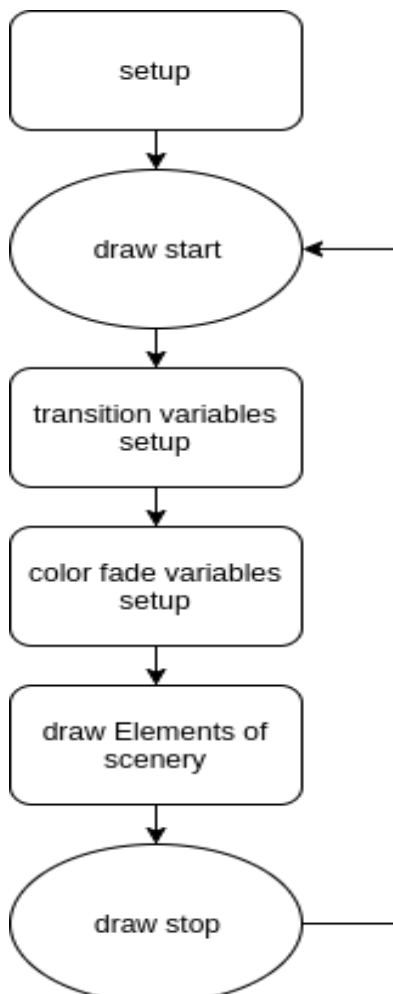 setup
draw start
transition variables
setup
color fade variables
setup
draw Elements of
scenery
draw stop